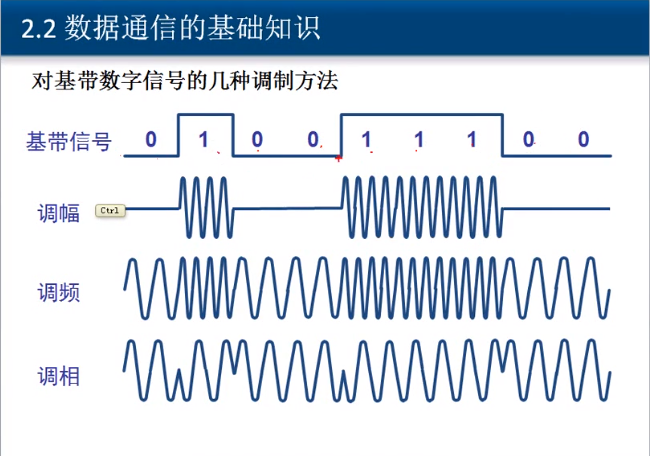 2.2 数据通信的基础知识
对基带数字信号的几种调制方法
基带信号 0 1 0 0 1 1 1 0 0
调幅 Ctrl
调频
调相